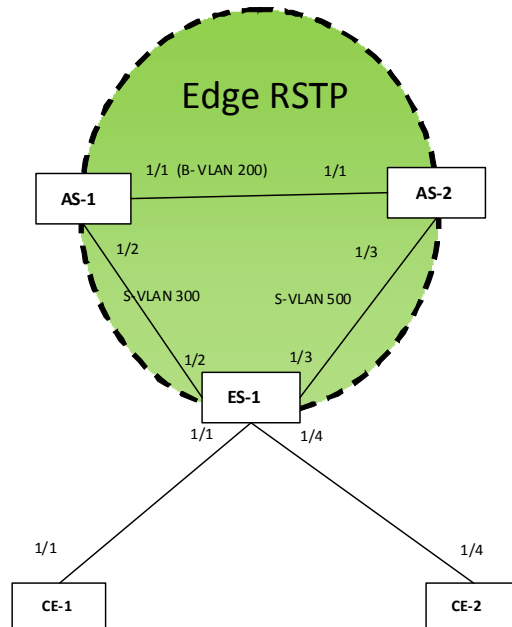 Edge RSTP
1/1 (B- VLAN 200)
1/1
AS-1
AS-2
1/2
1/3
S-VLAN 300
S-VLAN 500
1/2
1/3
ES-1
1/1
1/4
1/1
1/4
CE-1
CE-2